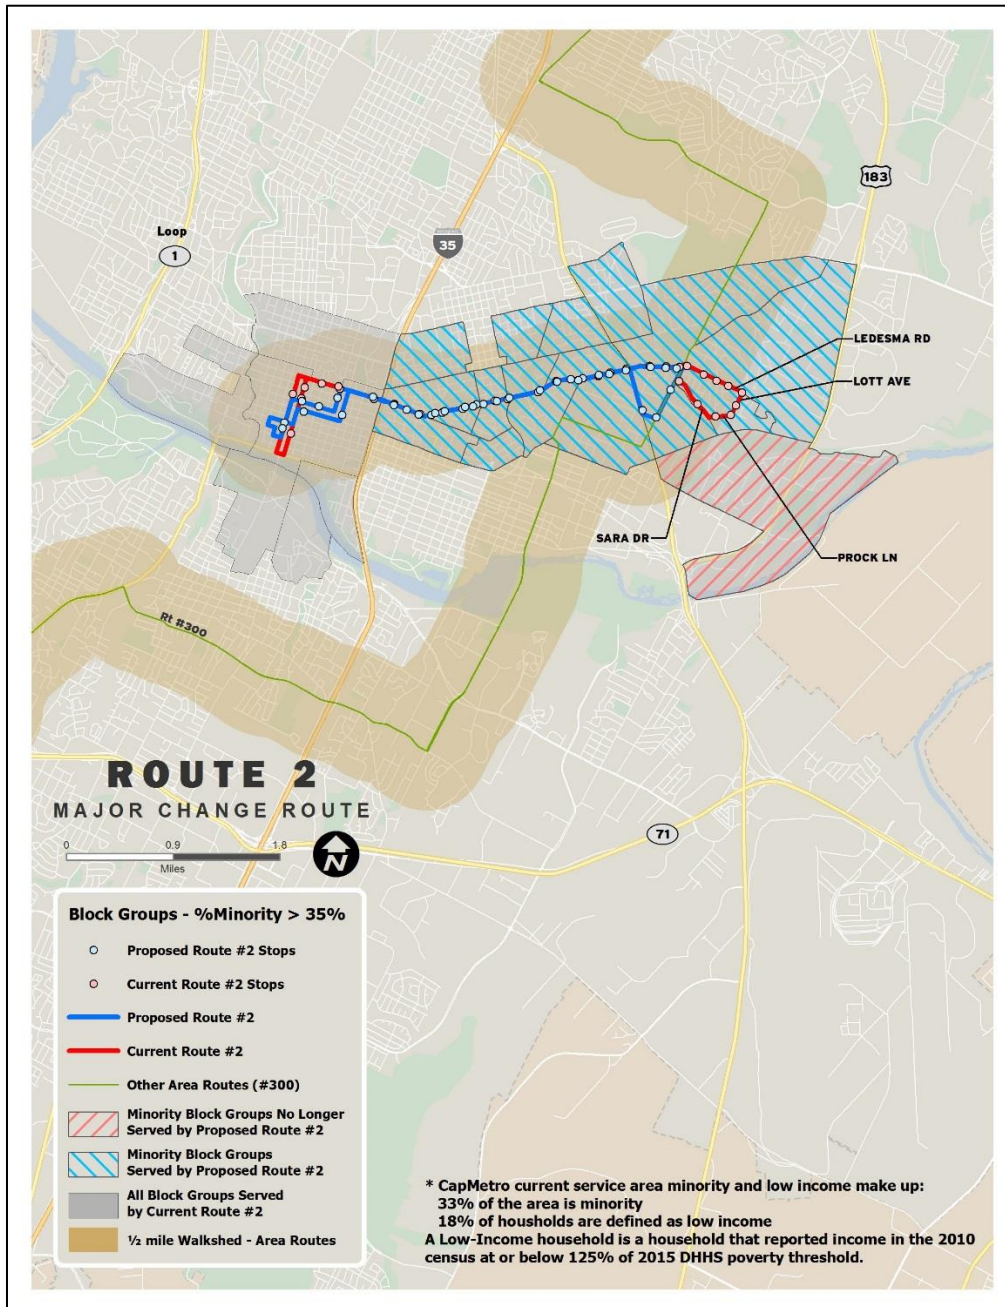 183
Loop
1
35
LEDESMA RD
LOTT AVE
SARA DR
PROCK LN
Rt #300
ROUTE 2
MAJOR CHANGE ROUTE
0 0.9 1.8
Miles
N
71
Block Groups - %Minority > 35%
Proposed Route #2 Stops
Current Route #2 Stops
Proposed Route #2
Current Route #2
Other Area Routes (#300)
Minority Block Groups No Longer
Served by Proposed Route #2
Minority Block Groups
Served by Proposed Route #2
All Block Groups Served
by Current Route #2
½ mile Walkshed - Area Routes
* CapMetro current service area minority and low income make up:
33% of the area is minority
18% of housholds are defined as low income
A Low-Income household is a household that reported income in the 2010
census at or below 125% of 2015 DHHS poverty threshold.